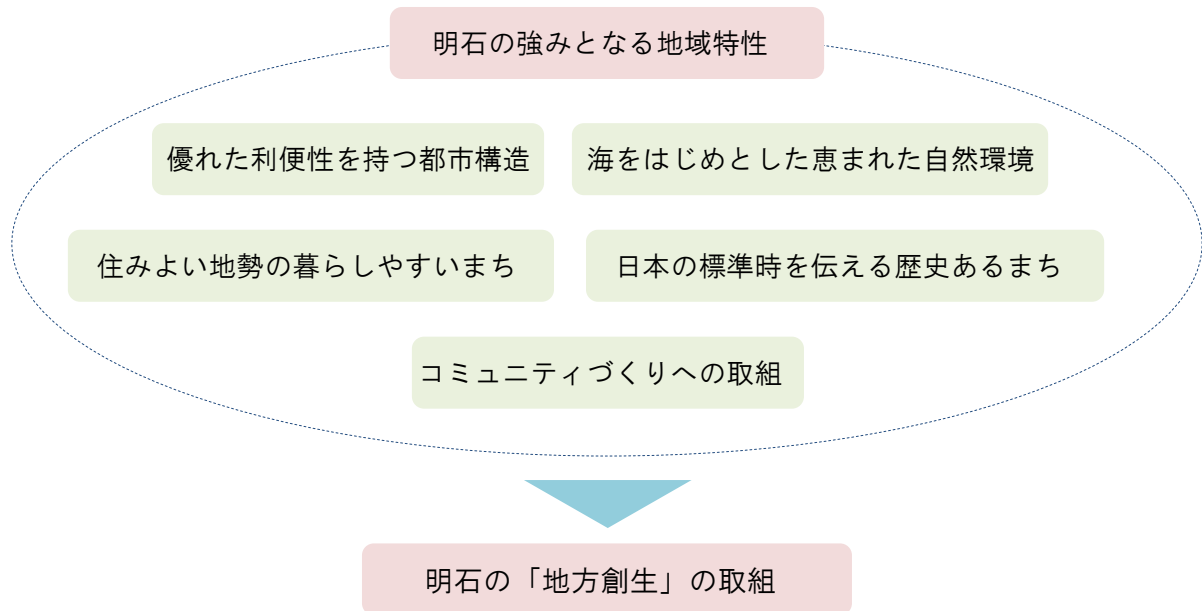 明石の強みとなる地域特性
優れた利便性を持つ都市構造
海をはじめとした恵まれた自然環境
住みよい地勢の暮らしやすいまち
日本の標準時を伝える歴史あるまち
コミュニティづくりへの取組
明石の「地方創生」の取組